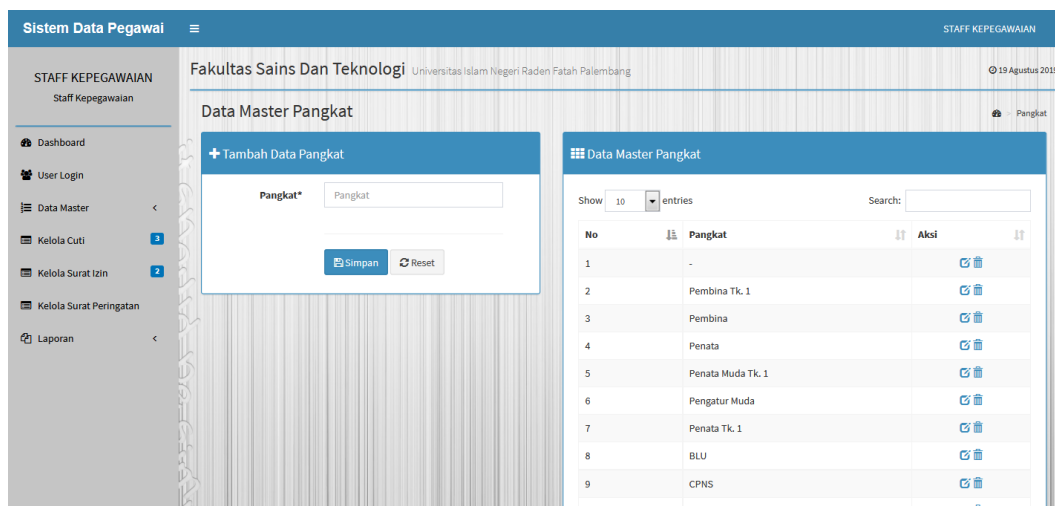 Sistem Data Pegawai
STAFF KEPEGAWAIAN
STAFF KEPEGAWAIAN
Staff Kepegawaian
Dashboard
User Login
Data Master
Kelola Cuti 3
Kelola Surat Izin 2
Kelola Surat Peringatan
Laporan
Fakultas Sains Dan Teknologi Universitas Islam Negeri Raden Fatah Palembang
19 Agustus 2019
Data Master Pangkat
Pangkat
Tambah Data Pangkat
Pangkat* Pangkat
Simpan Reset
Data Master Pangkat
Show 10 entries Search:
No Pangkat Aksi
1 -
2 Pembina Tk. 1
3 Pembina
4 Penata
5 Penata Muda Tk. 1
6 Pengatur Muda
7 Penata Tk. 1
8 BLU
9 CPNS